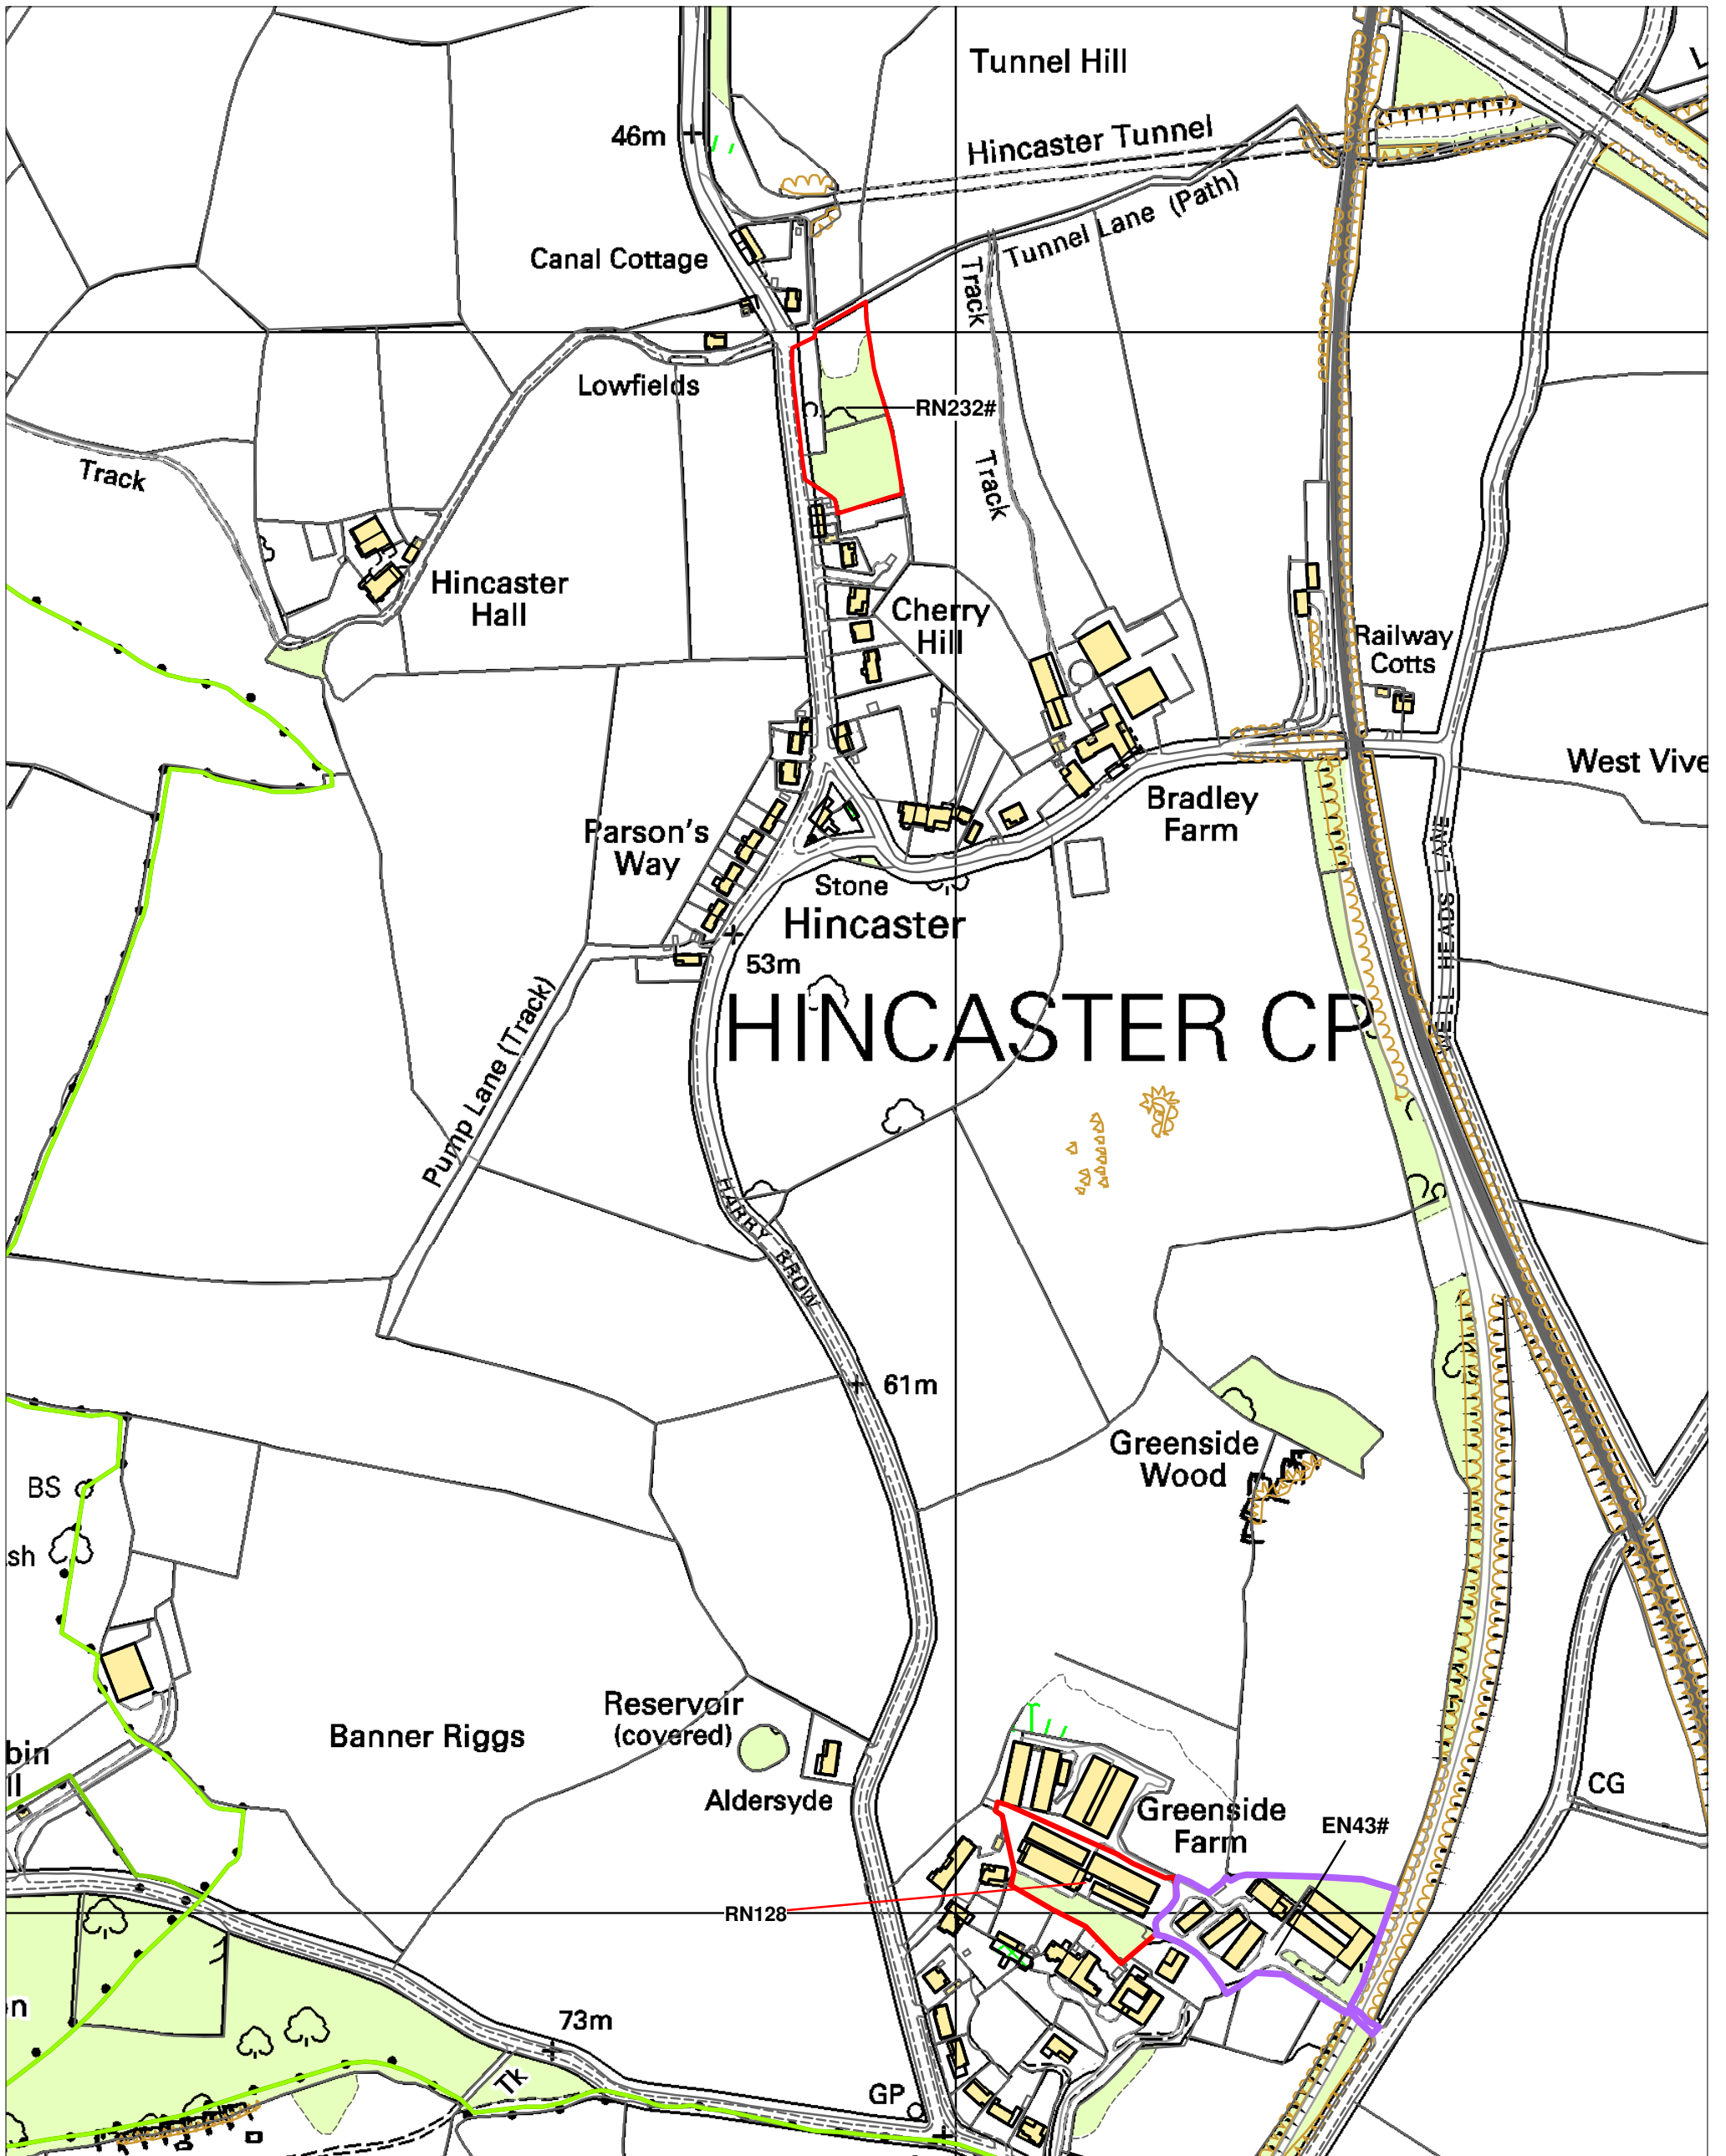 Tunnel Hill
46m
Hincaster Tunnel
Tunnel Lane (Path)
Canal Cottage
Track
Lowfields
RN232#
Track
Track
Hincaster
Hall
Cherry
Hill
Railway
Cotts
West Vive
Bradley
Farm
Parson's
Way
Stone
Hincaster
WELL HEADS LANE
53m
HINCASTER CP
Pump Lane (Track)
HARRY BROW
61m
Greenside
Wood
BS
sh
Reservoir
(covered)
Banner Riggs
bin
ll
Aldersyde
CG
Greenside
Farm
EN43#
RN128
n
73m
Tk
GP